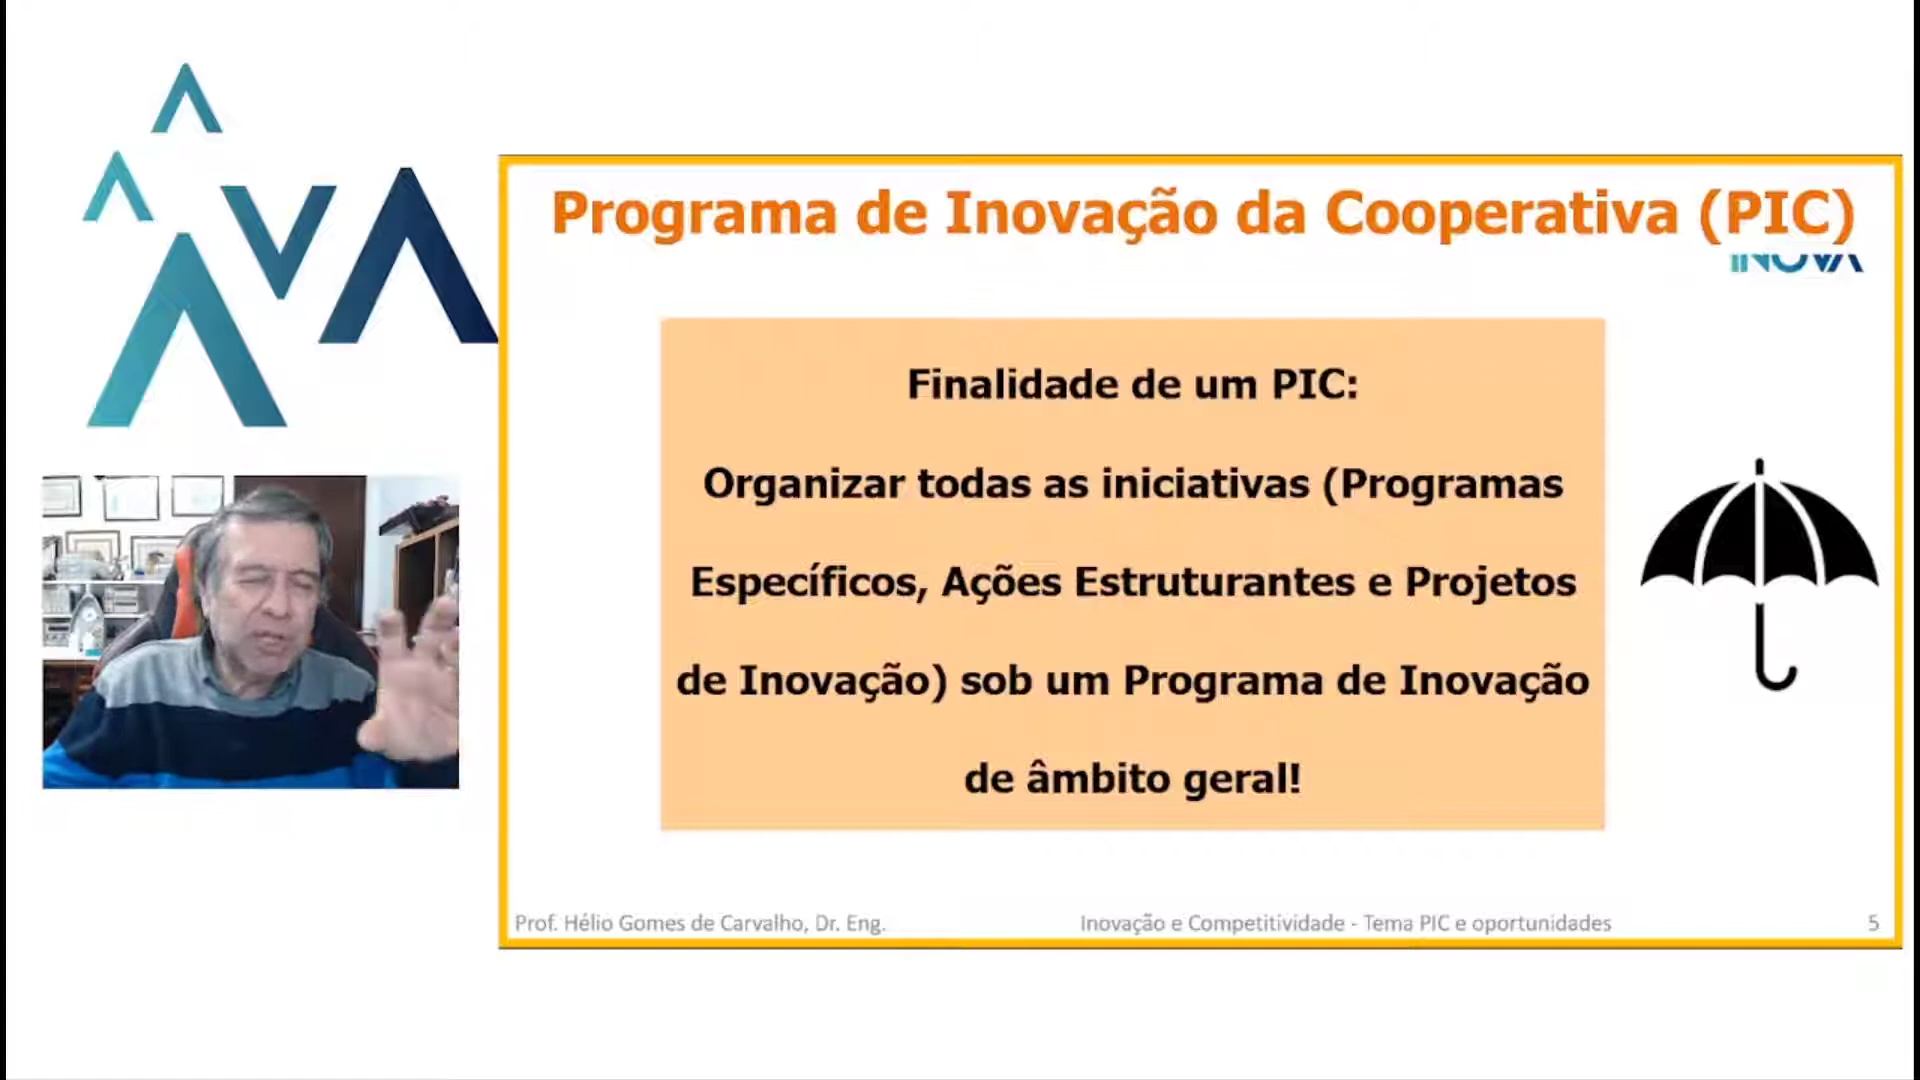 Programa de Inovação da Cooperativa (PIC)
INOVA
Finalidade de um PIC:
Organizar todas as iniciativas (Programas
Específicos, Ações Estruturantes e Projetos
de Inovação) sob um Programa de Inovação
de âmbito geral!
Prof. Hélio Gomes de Carvalho, Dr. Eng.
Inovação e Competitividade - Tema PIC e oportunidades
5